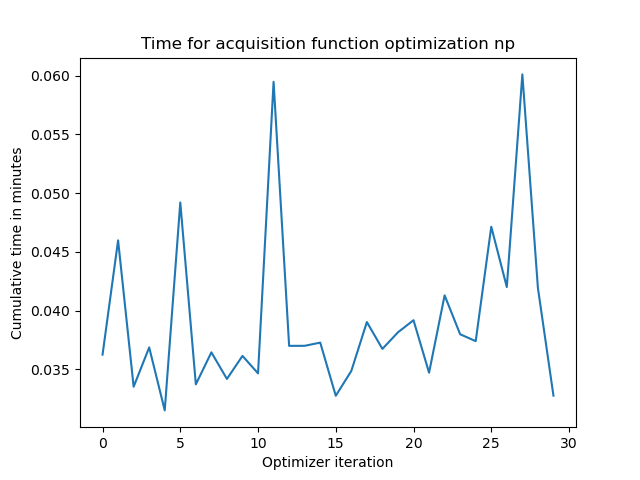 Time for acquisition function optimization np
0.060
0.055
0.050
0.045
0.040
0.035
Cumulative time in minutes
0 5 10 15 20 25 30
Optimizer iteration